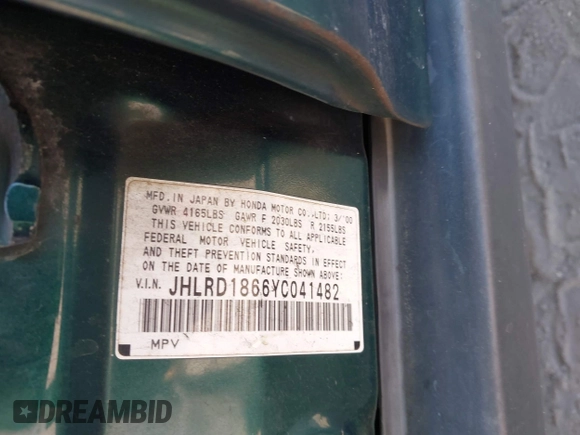 MFD. IN JAPAN BY HONDA MOTOR CO.,LTD: 3/'00
GVWR 4165LBS GAWR F 2030LBS R 2155LBS
THIS VEHICLE CONFORMS TO ALL APPLICABLE
FEDERAL MOTOR VEHICLE SAFETY,
AND THEFT PREVENTION STANDARDS IN EFFECT
ON THE DATE OF MANUFACTURE SHOWN ABOVE:
V.I.N. JHLRD1866YC041482
MPV
DREAMBID